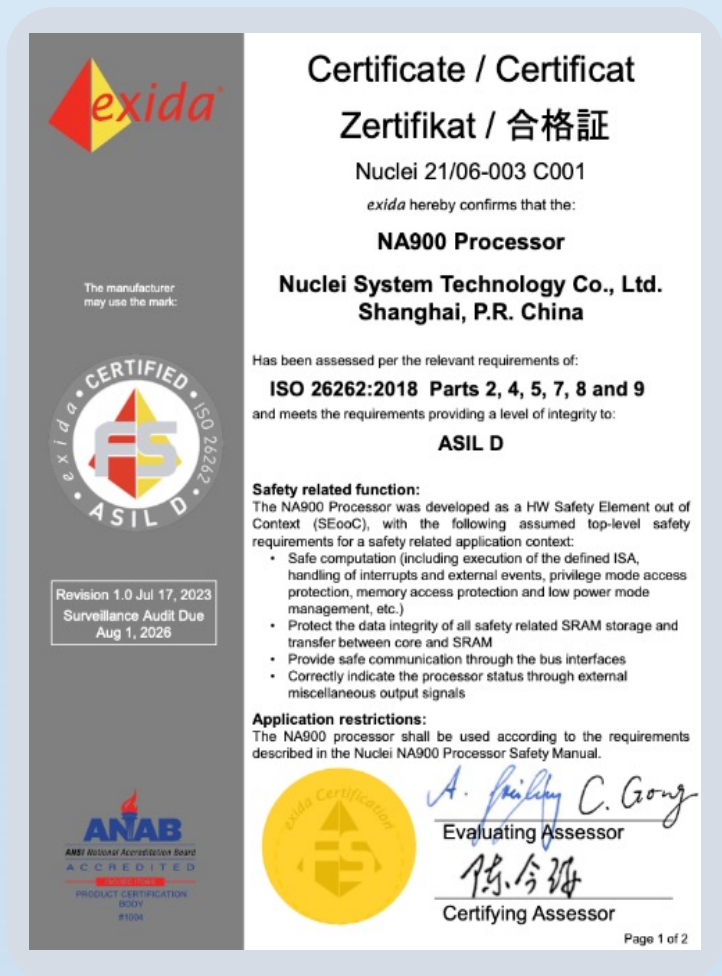 exida
The manufacturer
may use the mark:
exida • CERTIFIED • ISO 26262 • ASIL D
FS
Revision 1.0 Jul 17, 2023
Surveillance Audit Due
Aug 1, 2026
ANAB
ANSI National Accreditation Board
ACCREDITED
PRODUCT CERTIFICATION
BODY
#1004
Certificate / Certificat
Zertifikat / 合格証
Nuclei 21/06-003 C001
exida hereby confirms that the:
NA900 Processor
Nuclei System Technology Co., Ltd.
Shanghai, P.R. China
Has been assessed per the relevant requirements of:
ISO 26262:2018 Parts 2, 4, 5, 7, 8 and 9
and meets the requirements providing a level of integrity to:
ASIL D
Safety related function:
The NA900 Processor was developed as a HW Safety Element out of
Context (SEooC), with the following assumed top-level safety
requirements for a safety related application context:
• Safe computation (including execution of the defined ISA,
handling of interrupts and external events, privilege mode access
protection, memory access protection and low power mode
management, etc.)
• Protect the data integrity of all safety related SRAM storage and
transfer between core and SRAM
• Provide safe communication through the bus interfaces
• Correctly indicate the processor status through external
miscellaneous output signals
Application restrictions:
The NA900 processor shall be used according to the requirements
described in the Nuclei NA900 Processor Safety Manual.
exida Certification
FS
A. C. Gong
Evaluating Assessor
Certifying Assessor
Page 1 of 2